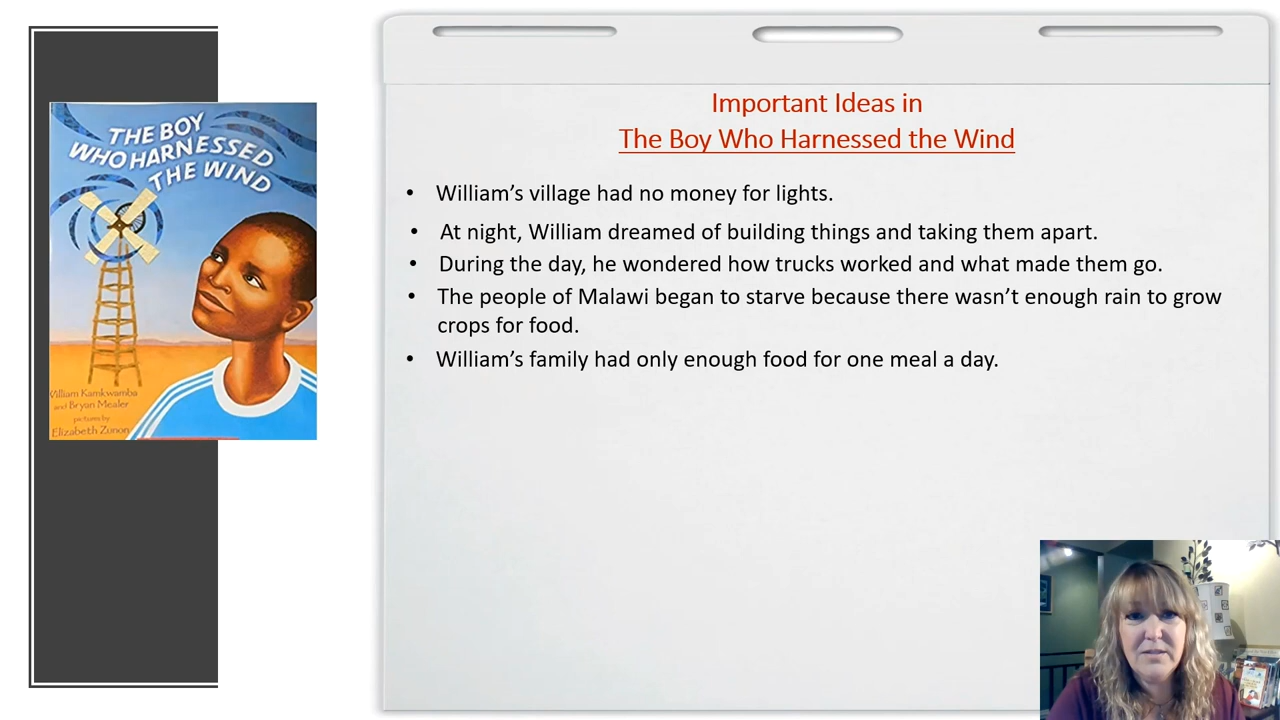 THE BOY
WHO HARNESSED
THE WIND
William Kamkwamba
and Bryan Mealer
pictures by
Elizabeth Zunon
Important Ideas in
The Boy Who Harnessed the Wind
• William’s village had no money for lights.
• At night, William dreamed of building things and taking them apart.
• During the day, he wondered how trucks worked and what made them go.
• The people of Malawi began to starve because there wasn’t enough rain to grow
crops for food.
• William’s family had only enough food for one meal a day.